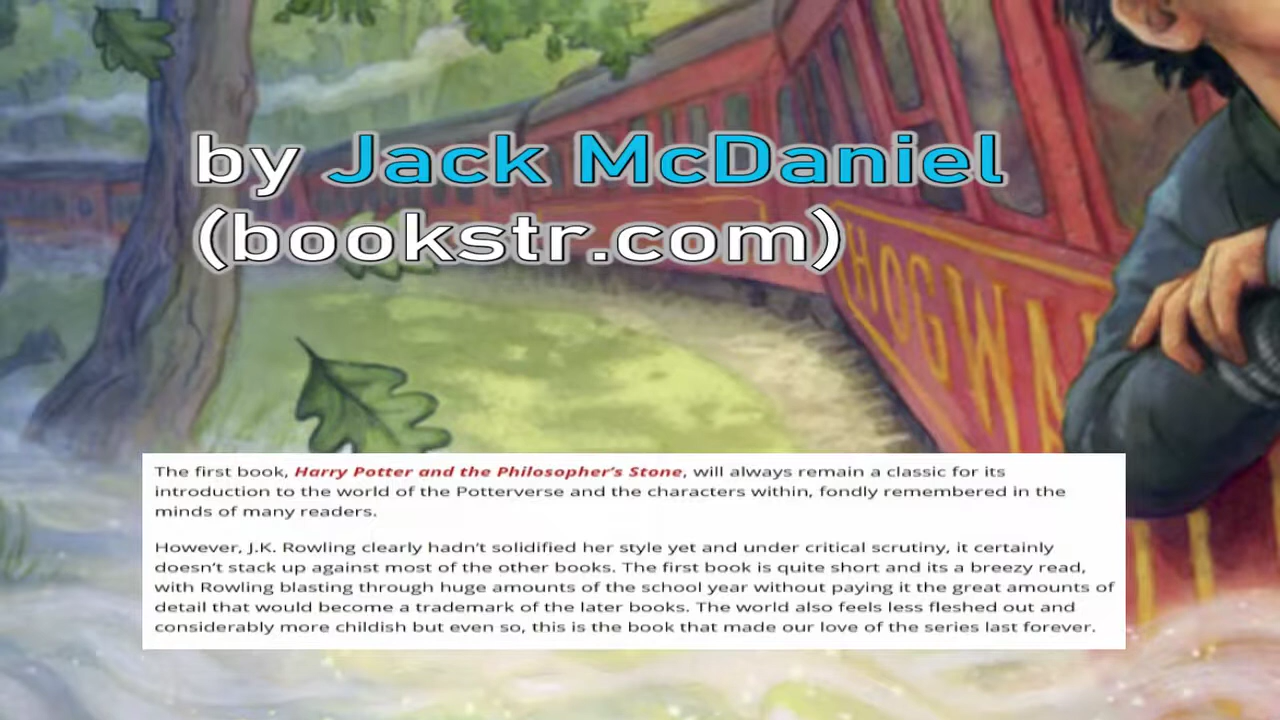 by Jack McDaniel
(bookstr.com)
HOGWA
The first book, Harry Potter and the Philosopher's Stone, will always remain a classic for its
introduction to the world of the Potterverse and the characters within, fondly remembered in the
minds of many readers.
However, J.K. Rowling clearly hadn't solidified her style yet and under critical scrutiny, it certainly
doesn't stack up against most of the other books. The first book is quite short and its a breezy read,
with Rowling blasting through huge amounts of the school year without paying it the great amounts of
detail that would become a trademark of the later books. The world also feels less fleshed out and
considerably more childish but even so, this is the book that made our love of the series last forever.